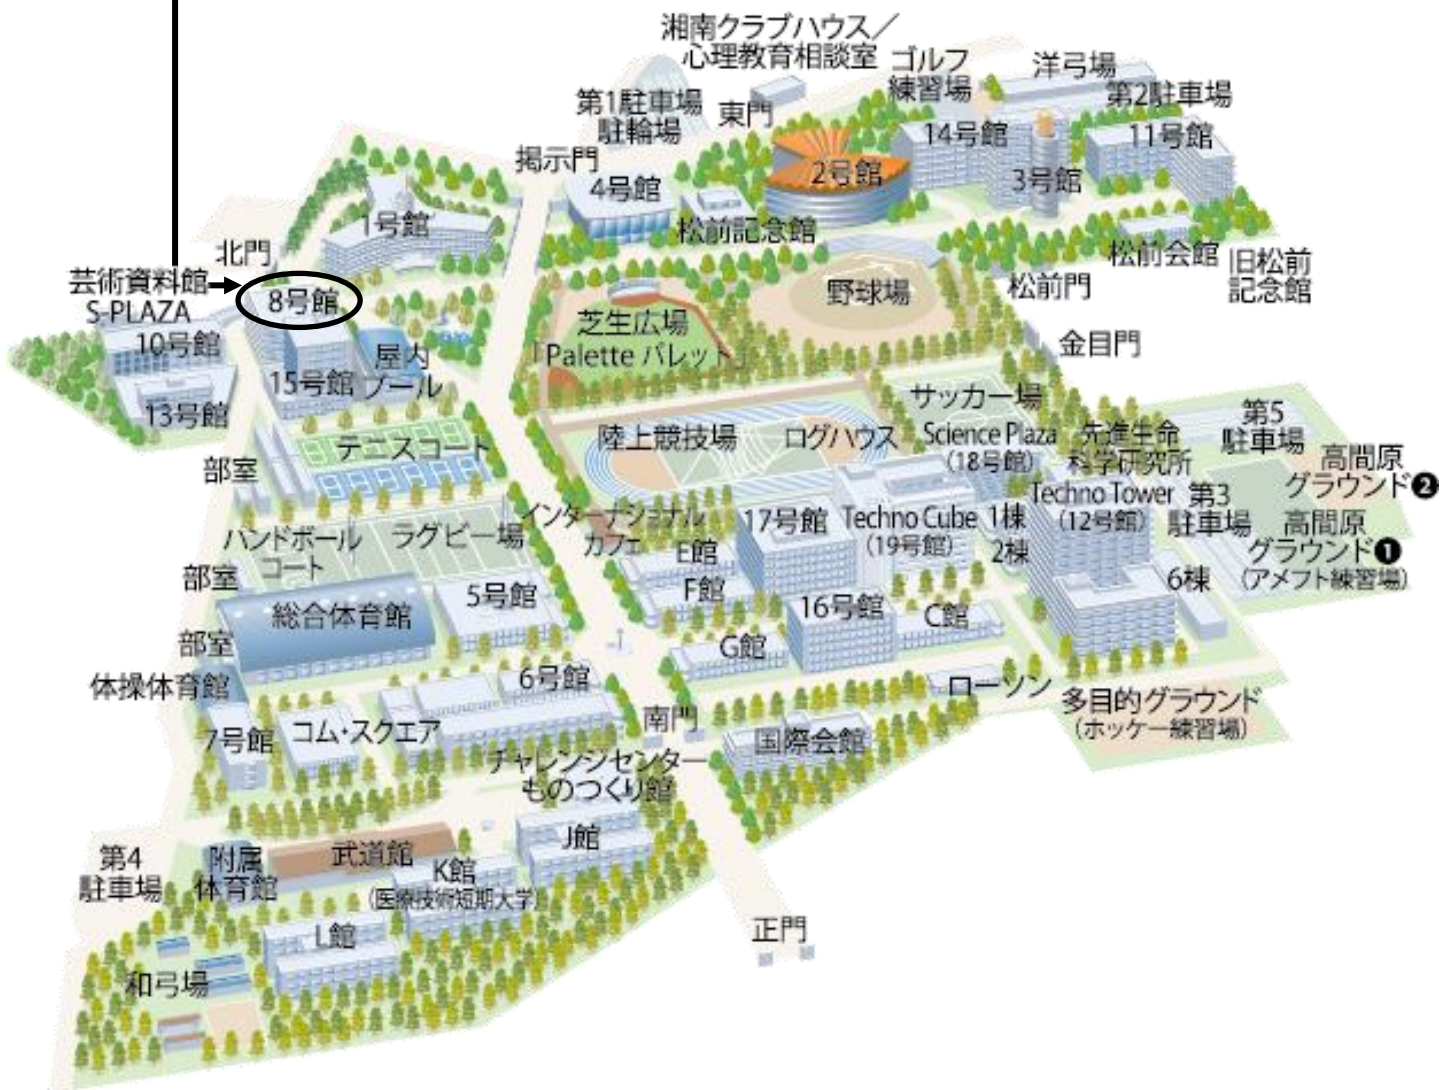 湘南クラブハウス／
心理教育相談室
ゴルフ
練習場
洋弓場
第1駐車場
駐輪場
東門
第2駐車場
14号館
11号館
掲示門
4号館
2号館
3号館
1号館
松前記念館
北門
松前会館
旧松前
記念館
芸術資料館
8号館
S-PLAZA
10号館
野球場
松前門
芝生広場
「Palette パレット」
屋内
プール
金目門
15号館
13号館
サッカー場
第5
駐車場
テニスコート
陸上競技場
ログハウス
Science Plaza
(18号館)
先進生命
科学研究所
高間原
グラウンド❷
部室
Techno Tower
(12号館)
第3
駐車場
ハンドボール
コート
ラグビー場
インターナショナル
カフェ
17号館
Techno Cube
(19号館)
1棟
2棟
高間原
グラウンド❶
(アメフト練習場)
E館
F館
6棟
部室
総合体育館
5号館
16号館
C館
部室
G館
体操体育館
6号館
ローソン
多目的グラウンド
(ホッケー練習場)
7号館
コム・スクエア
南門
国際会館
チャレンジセンター
ものつくり館
J館
第4
駐車場
附属
体育館
武道館
K館
(医療技術短期大学)
L館
正門
和弓場